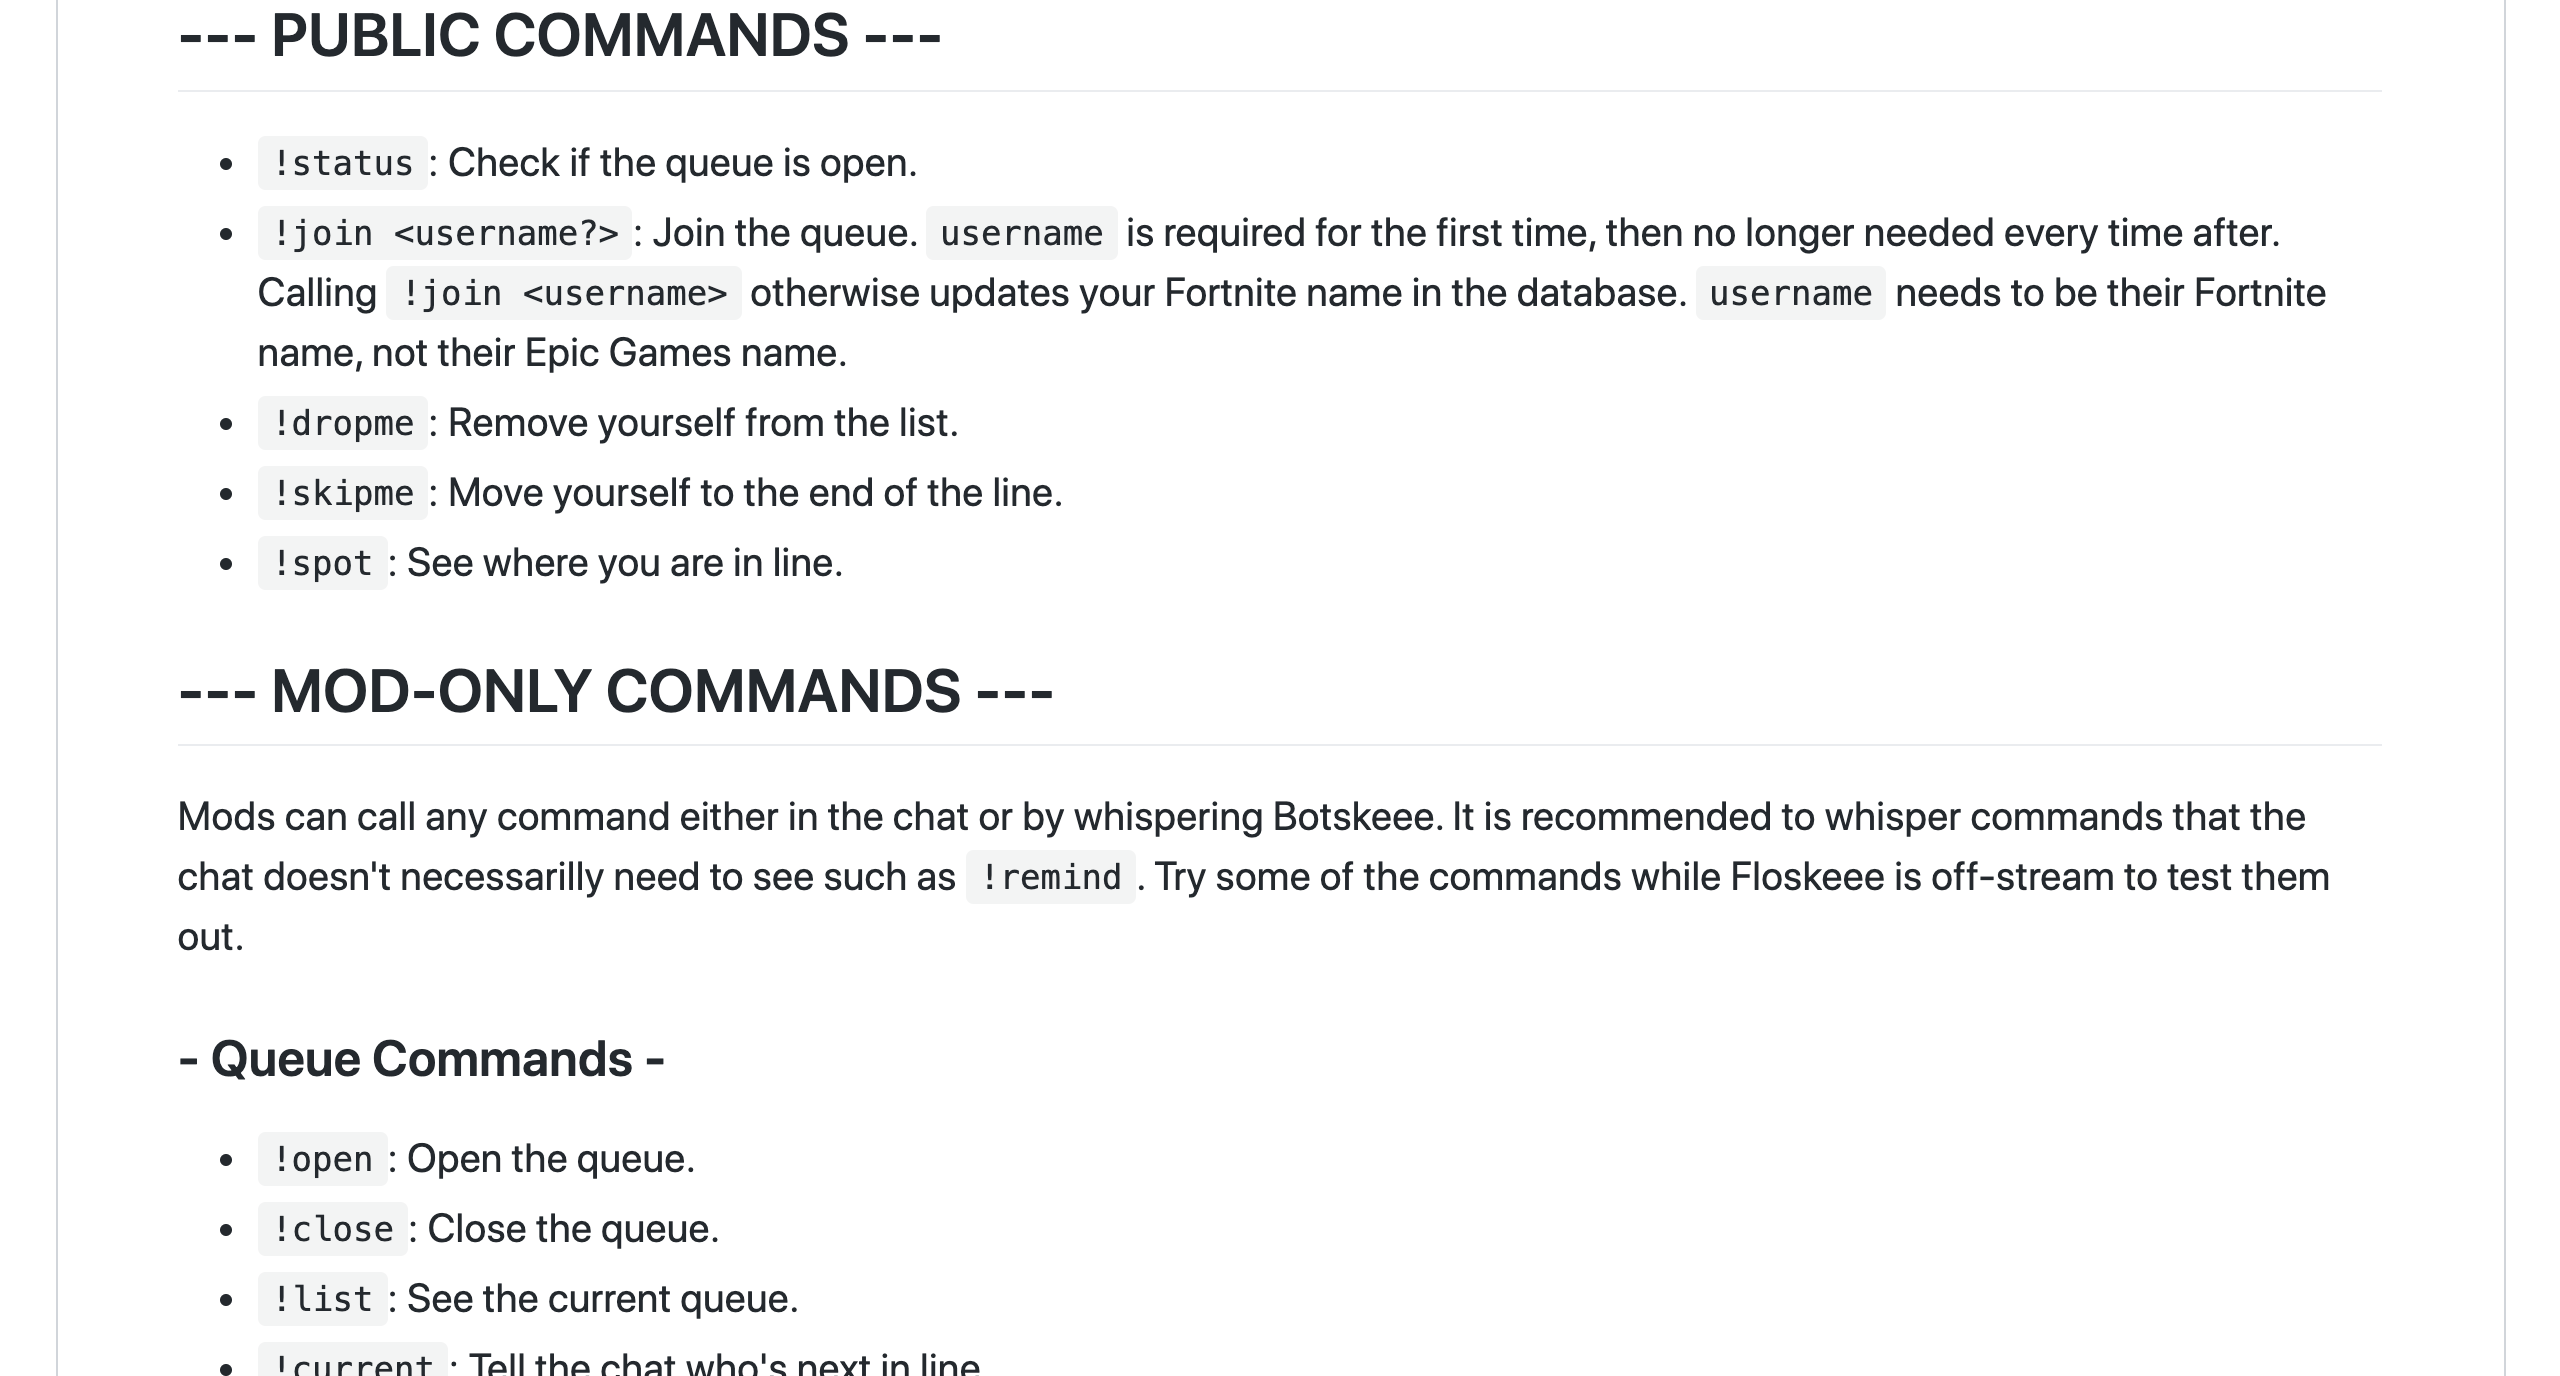 --- PUBLIC COMMANDS ---
!status : Check if the queue is open.
!join <username?> : Join the queue. username is required for the first time, then no longer needed every time after.
Calling !join <username> otherwise updates your Fortnite name in the database. username needs to be their Fortnite
name, not their Epic Games name.
!dropme : Remove yourself from the list.
!skipme : Move yourself to the end of the line.
!spot : See where you are in line.
--- MOD-ONLY COMMANDS ---
Mods can call any command either in the chat or by whispering Botskeee. It is recommended to whisper commands that the
chat doesn't necessarilly need to see such as !remind . Try some of the commands while Floskeee is off-stream to test them
out.
- Queue Commands -
!open : Open the queue.
!close : Close the queue.
!list : See the current queue.
!current : Tell the chat who's next in line